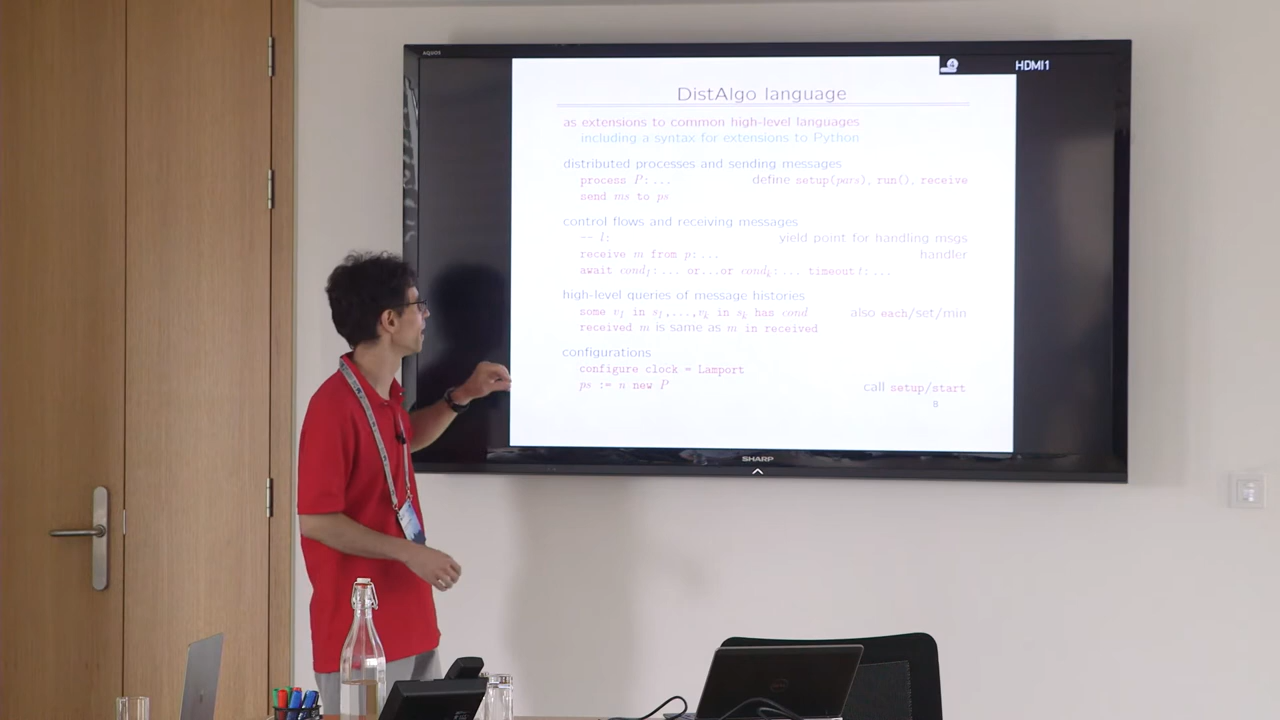 AQUOS
HDMI1
DistAlgo language
as extensions to common high-level languages
including a syntax for extensions to Python
distributed processes and sending messages
process P: ... define setup(pars), run(), receive
send ms to ps
control flows and receiving messages
-- l: yield point for handling msgs
receive m from p: ... handler
await cond₁: ... or...or condₖ: ... timeout t: ...
high-level queries of message histories
some v₁ in s₁,...,vₖ in sₖ has cond also each/set/min
received m is same as m in received
configurations
configure clock = Lamport
ps := n new P call setup/start
8
SHARP